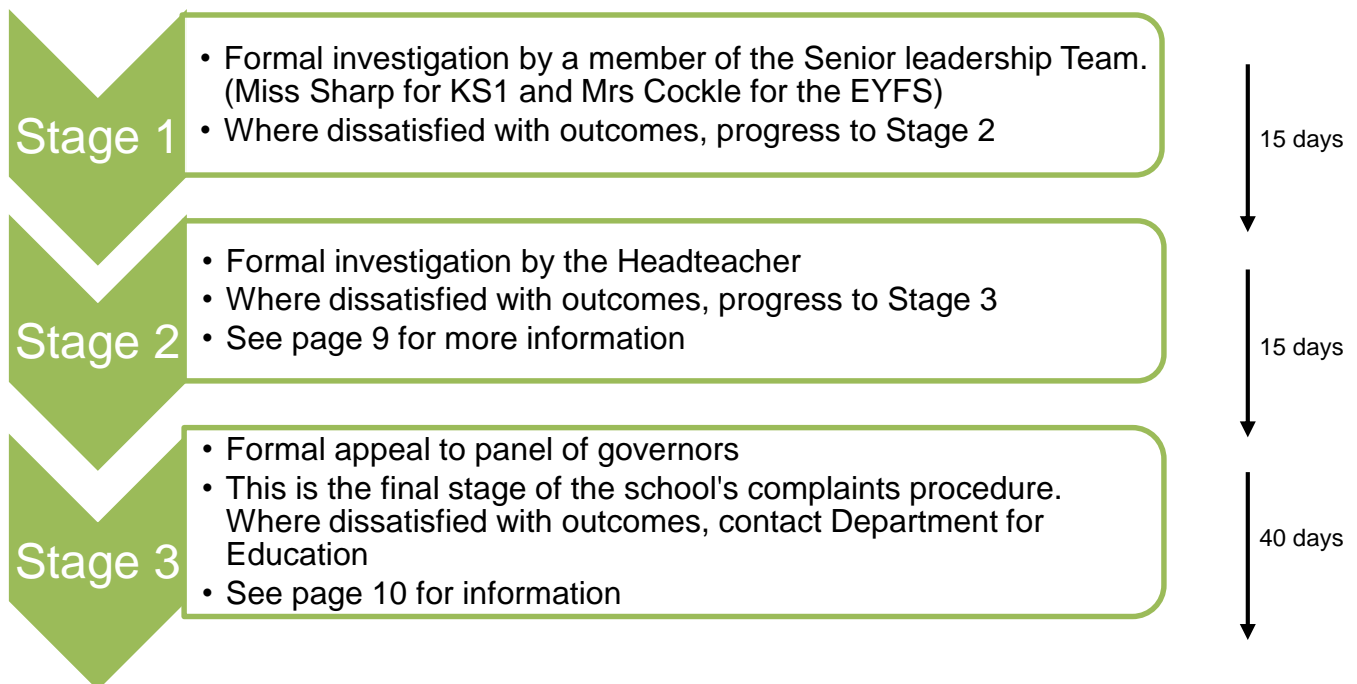 Stage 1
• Formal investigation by a member of the Senior leadership Team.
(Miss Sharp for KS1 and Mrs Cockle for the EYFS)
• Where dissatisfied with outcomes, progress to Stage 2
15 days
Stage 2
• Formal investigation by the Headteacher
• Where dissatisfied with outcomes, progress to Stage 3
• See page 9 for more information
15 days
Stage 3
• Formal appeal to panel of governors
• This is the final stage of the school's complaints procedure.
Where dissatisfied with outcomes, contact Department for
Education
• See page 10 for information
40 days